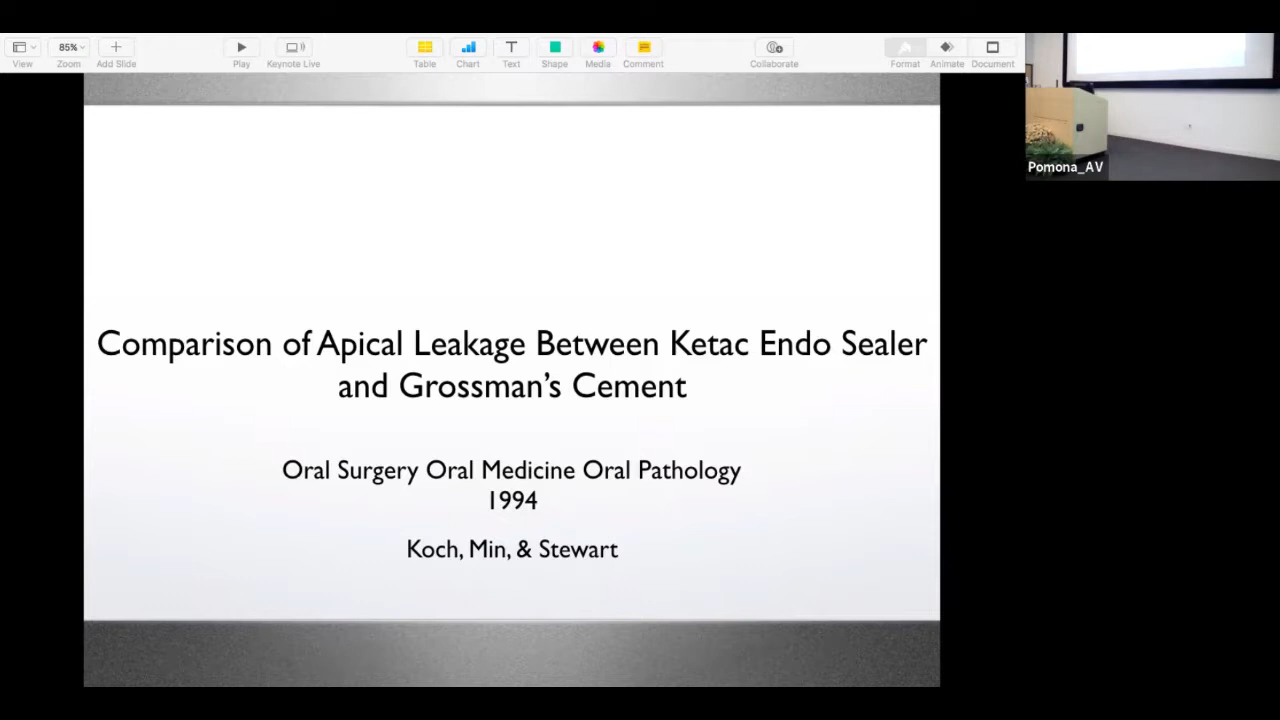 85%
View
Zoom
Add Slide
Play
Keynote Live
Table
Chart
Text
Shape
Media
Comment
Collaborate
Format
Animate
Document
Pomona_AV
Comparison of Apical Leakage Between Ketac Endo Sealer
and Grossman's Cement
Oral Surgery Oral Medicine Oral Pathology
1994
Koch, Min, & Stewart